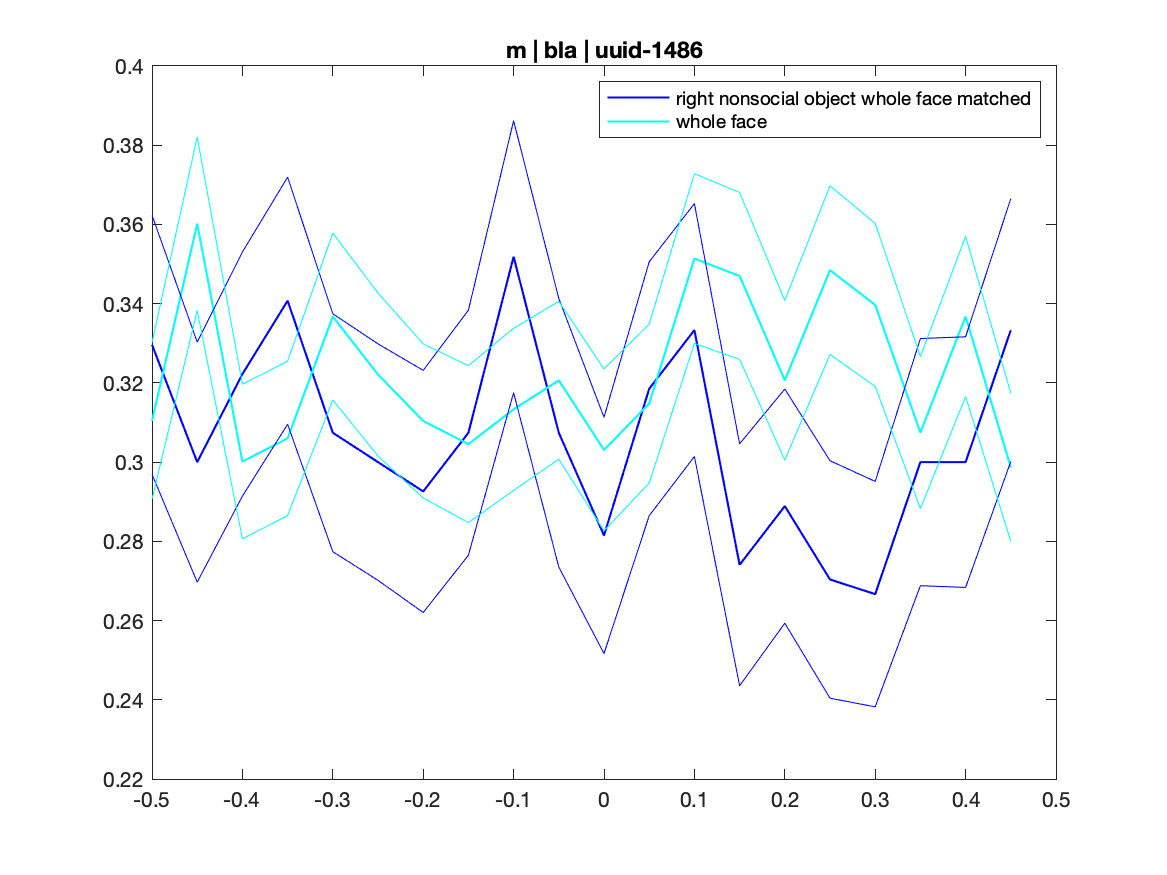 m | bla | uuid-1486
right nonsocial object whole face matched
whole face
0.4
0.38
0.36
0.34
0.32
0.3
0.28
0.26
0.24
0.22
-0.5 -0.4 -0.3 -0.2 -0.1 0 0.1 0.2 0.3 0.4 0.5